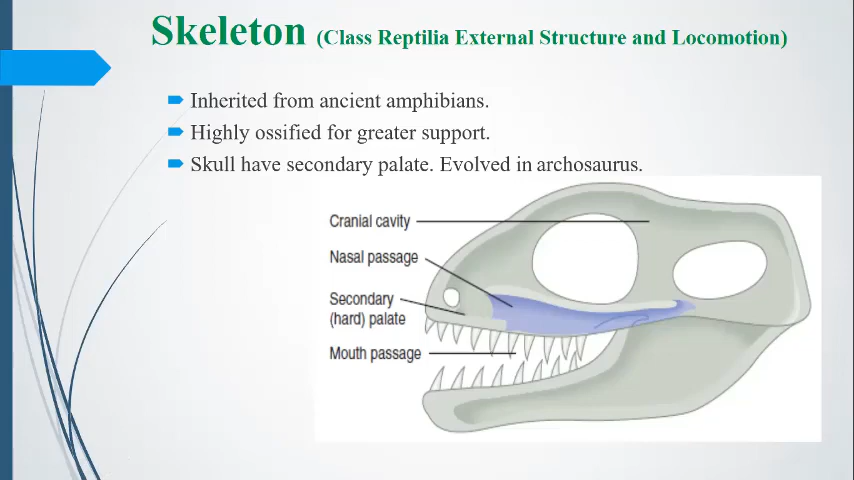 Skeleton (Class Reptilia External Structure and Locomotion)
Inherited from ancient amphibians.
Highly ossified for greater support.
Skull have secondary palate. Evolved in archosaurus.
Cranial cavity
Nasal passage
Secondary
(hard) palate
Mouth passage